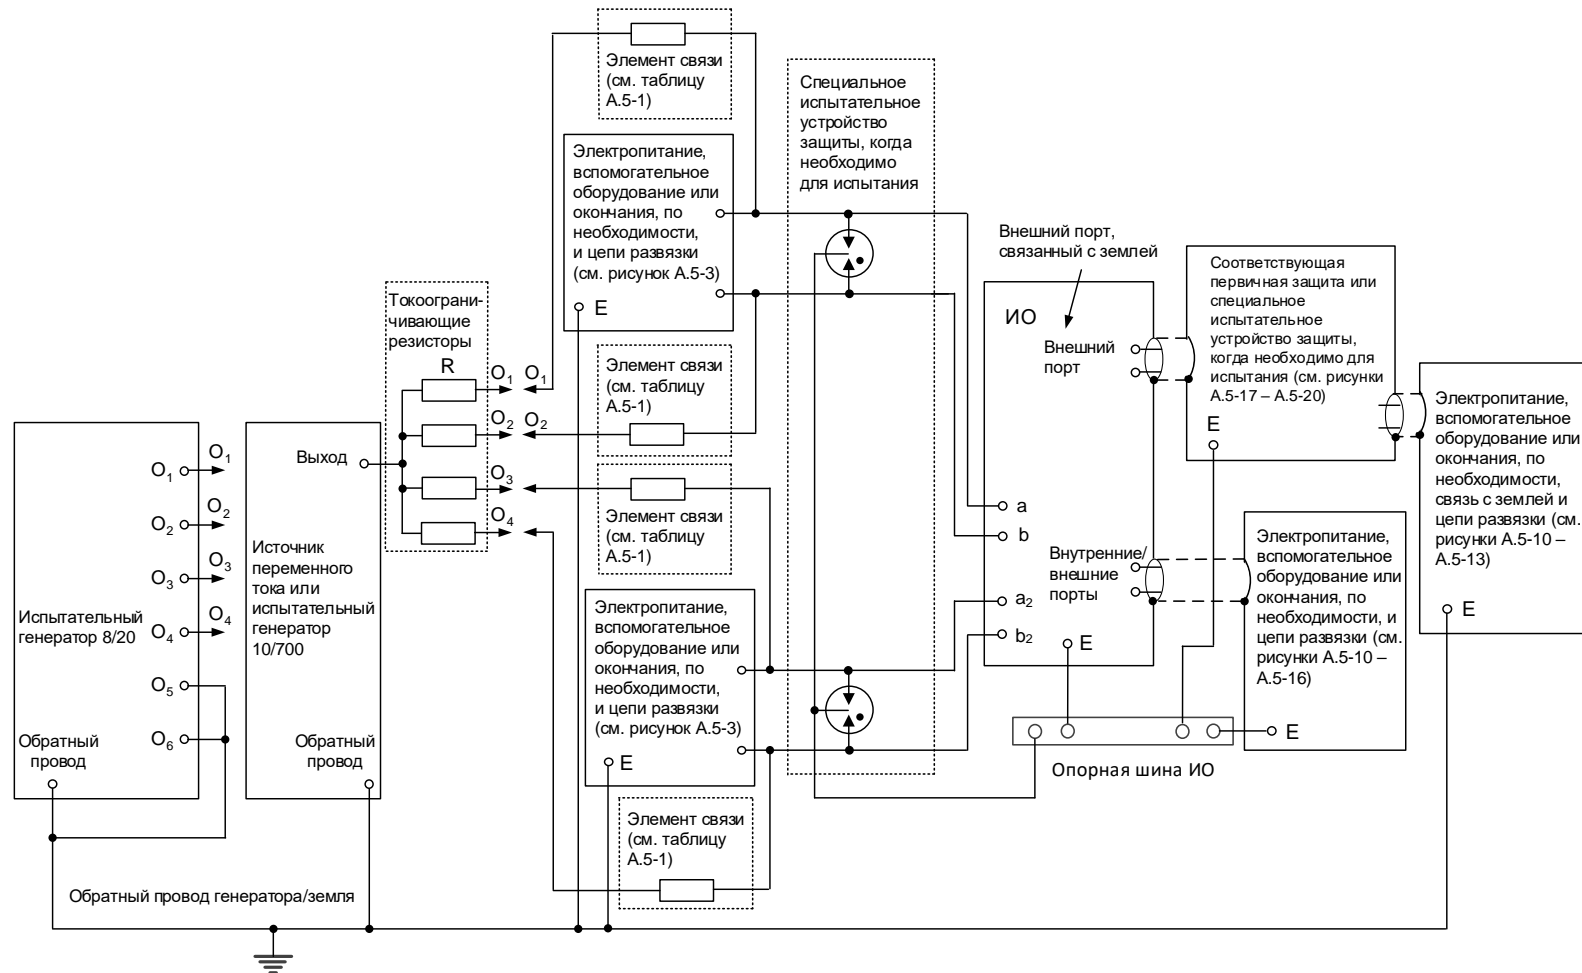 Элемент связи
(см. таблицу
А.5-1)
Специальное
испытательное
устройство
защиты, когда
необходимо
для испытания
Электропитание,
вспомогательное
оборудование или
окончания, по
необходимости,
и цепи развязки
(см. рисунок А.5-3)
E
Токоограни-
чивающие
резисторы
R
O1
O1
O2
O2
O3
O4
Элемент связи
(см. таблицу
А.5-1)
Элемент связи
(см. таблицу
А.5-1)
Внешний порт,
связанный с землей
ИО
Внешний
порт
a
b
Внутренние/
внешние
порты
a2
b2
E
Соответствующая
первичная защита или
специальное
испытательное
устройство защиты,
когда необходимо для
испытания (см. рисунки
А.5-17 – А.5-20)
E
Электропитание,
вспомогательное
оборудование или
окончания, по
необходимости,
связь с землей и
цепи развязки (см.
рисунки А.5-10 –
А.5-13)
E
Электропитание,
вспомогательное
оборудование или
окончания, по
необходимости, и
цепи развязки (см.
рисунки А.5-10 –
А.5-16)
E
Опорная шина ИО
O1
O1
O2
O2
O3
O3
O4
O4
O5
O6
Испытательный
генератор 8/20
Обратный
провод
Выход
Источник
переменного
тока или
испытательный
генератор
10/700
Обратный
провод
Электропитание,
вспомогательное
оборудование или
окончания, по
необходимости,
и цепи развязки
(см. рисунок А.5-3)
E
Элемент связи
(см. таблицу
А.5-1)
Обратный провод генератора/земля